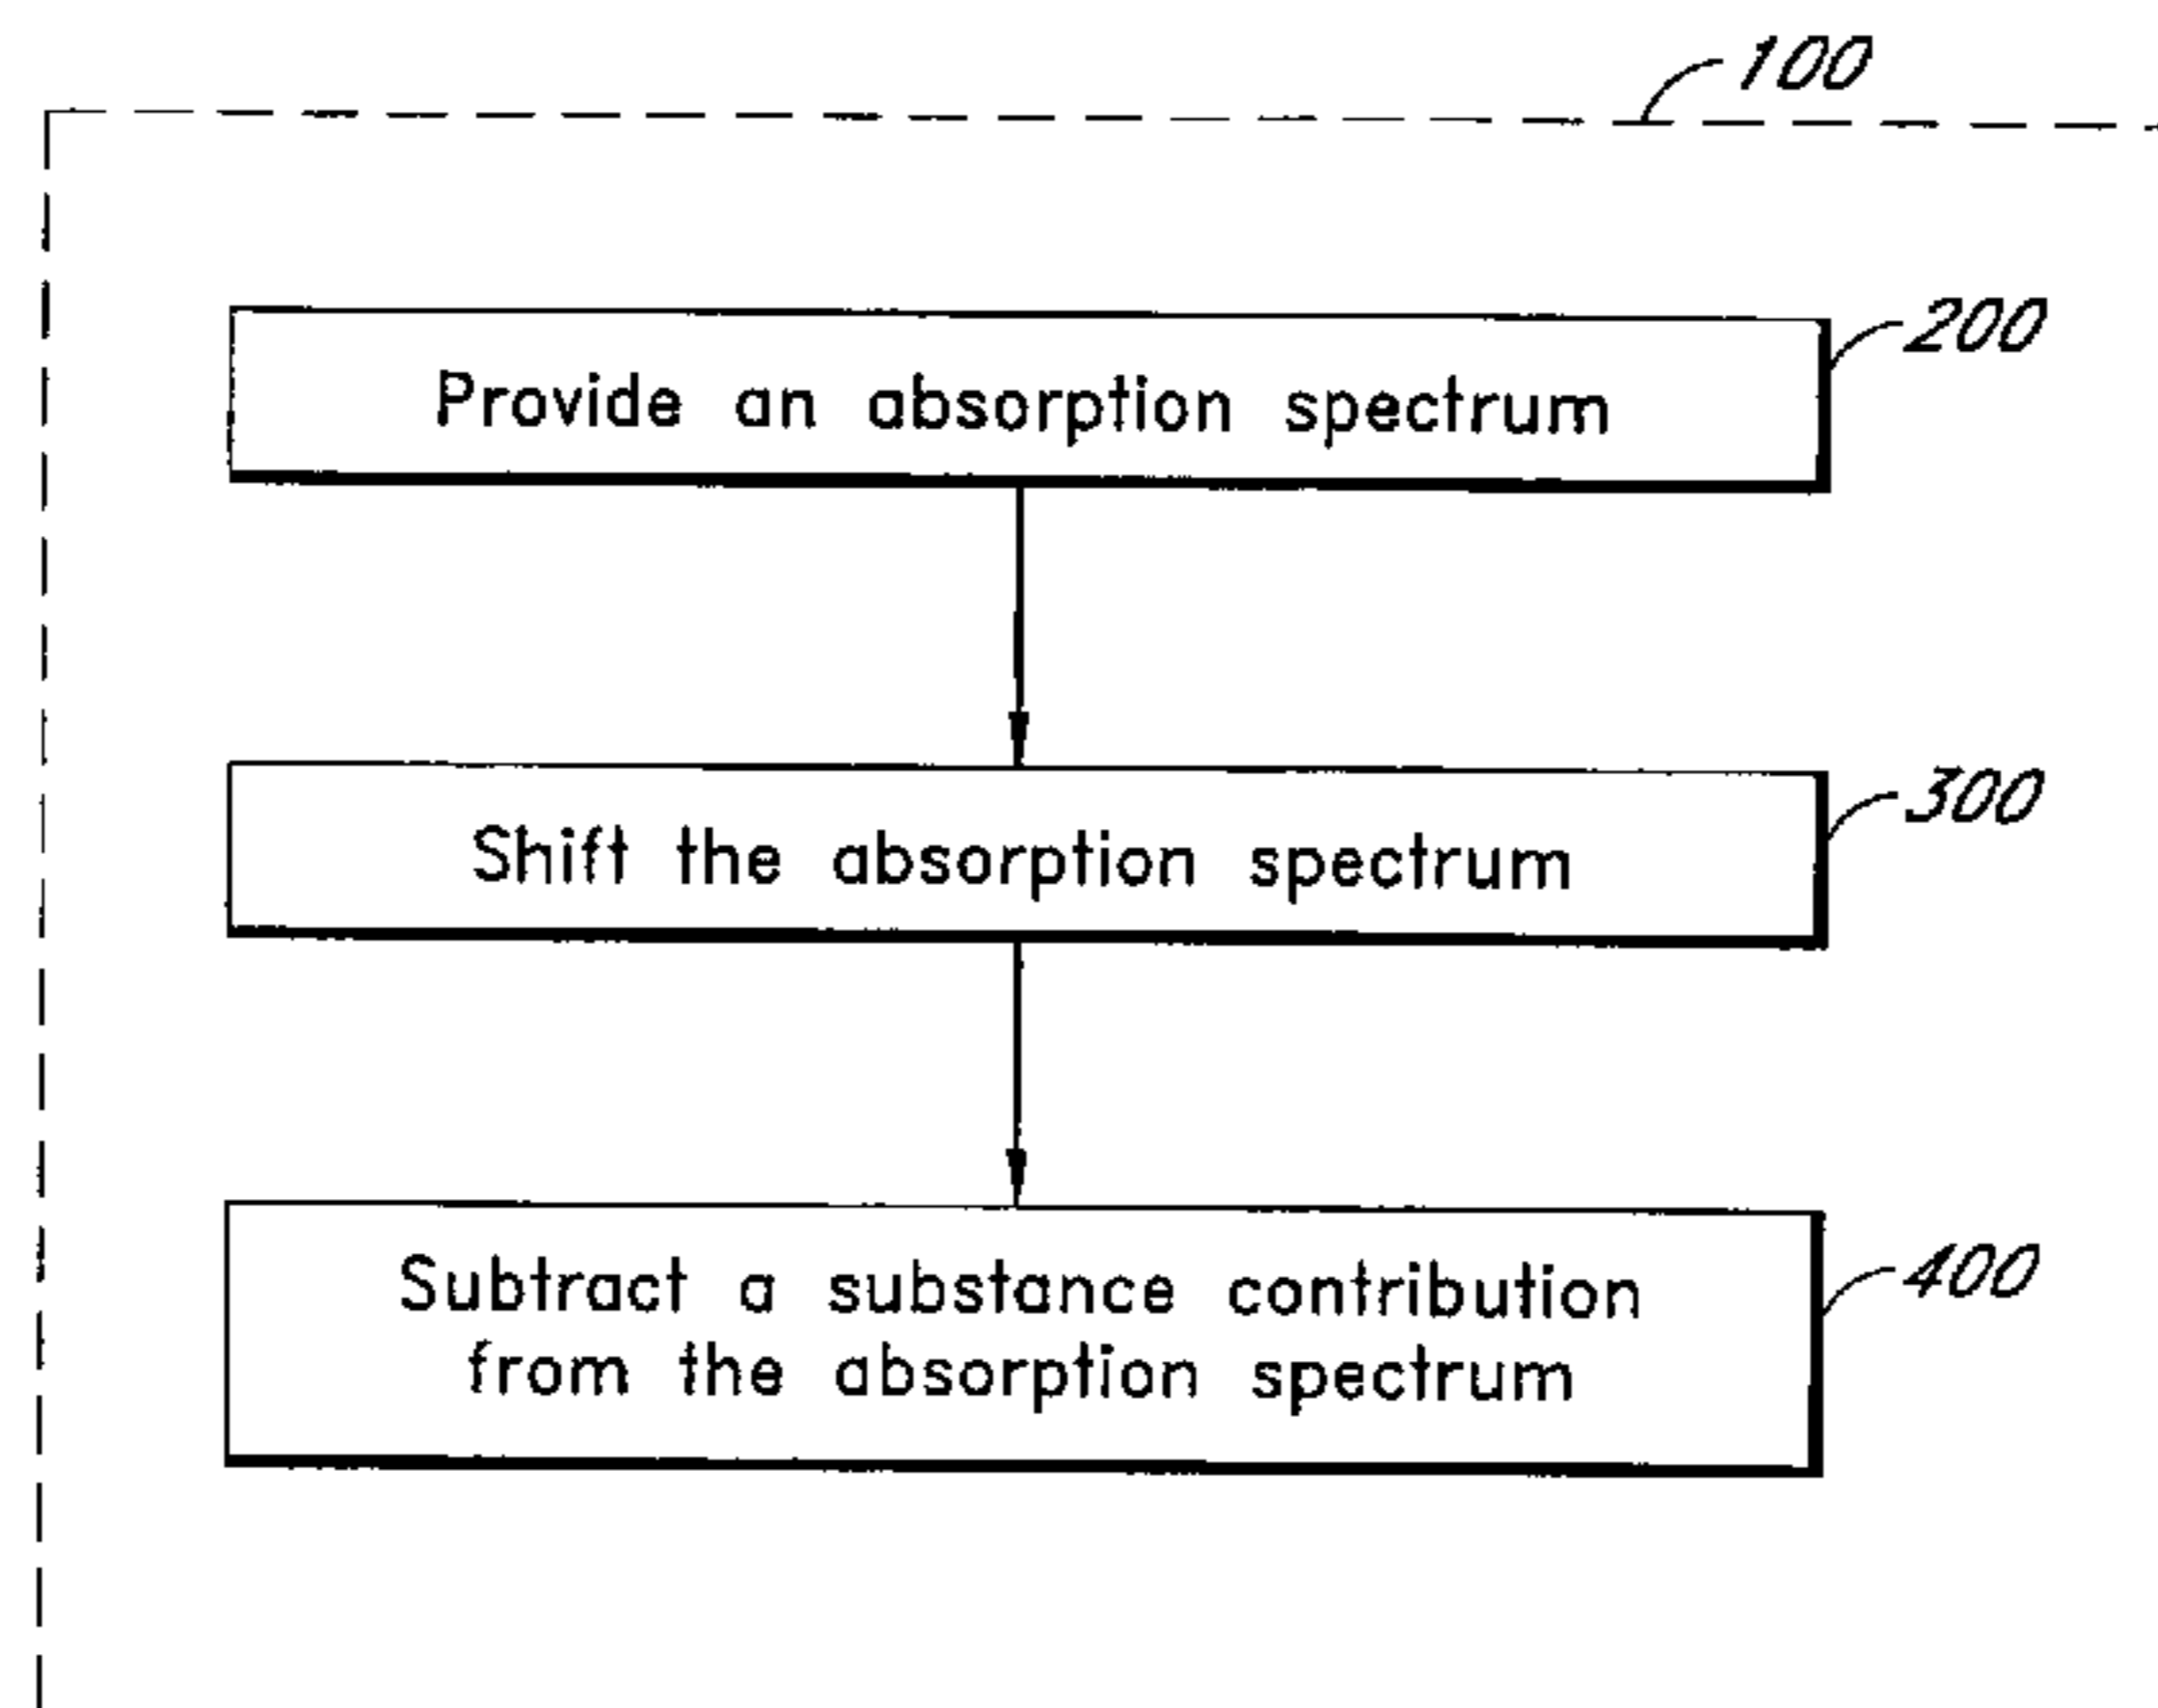 100
200
Provide an absorption spectrum
300
Shift the absorption spectrum
400
Subtract a substance contribution
from the absorption spectrum